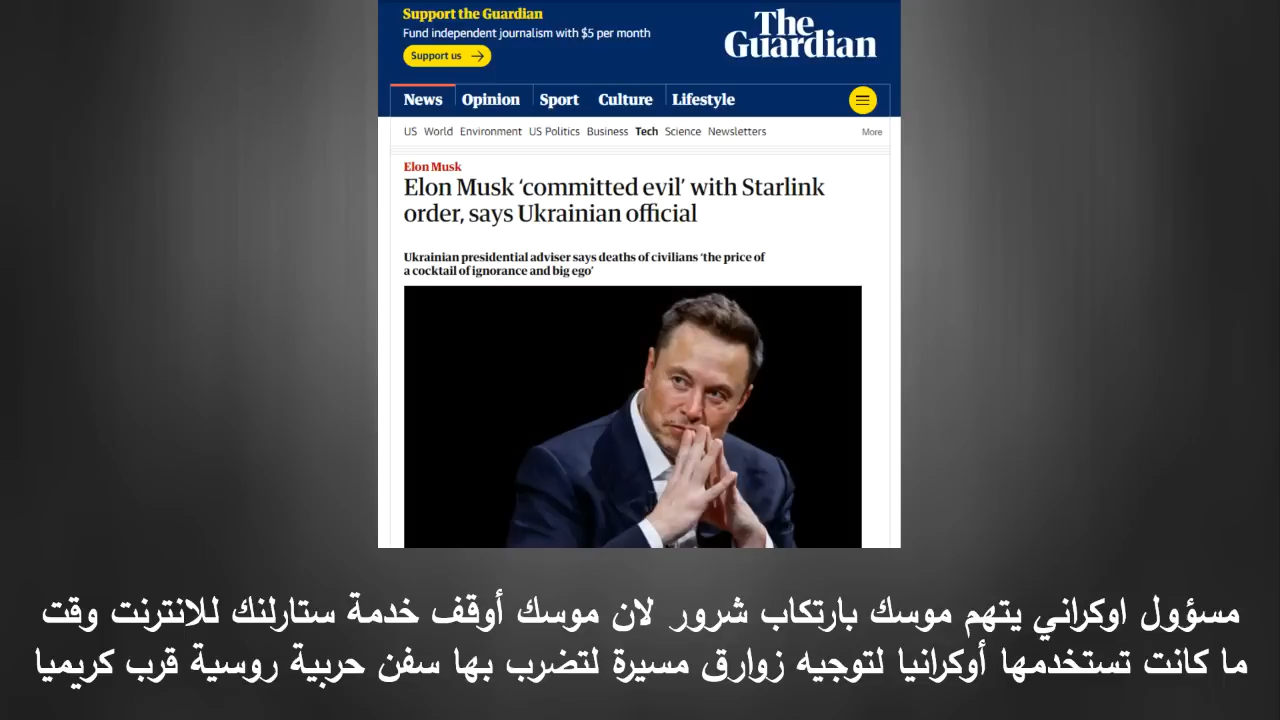 Support the Guardian
Fund independent journalism with $5 per month
Support us
The
Guardian
News Opinion Sport Culture Lifestyle
US World Environment US Politics Business Tech Science Newsletters More
Elon Musk
Elon Musk ‘committed evil’ with Starlink
order, says Ukrainian official
Ukrainian presidential adviser says deaths of civilians ‘the price of
a cocktail of ignorance and big ego’
مسؤول اوكراني يتهم موسك بارتكاب شرور لان موسك أوقف خدمة ستارلنك للانترنت وقت
ما كانت تستخدمها أوكرانيا لتوجيه زوارق مسيرة لتضرب بها سفن حربية روسية قرب كريميا